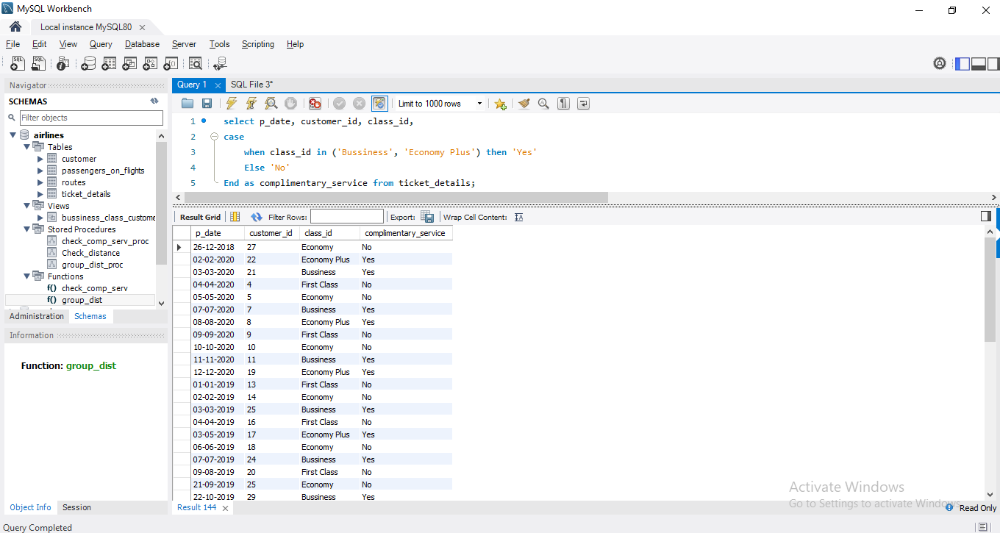 MySQL Workbench
Local instance MySQL80
File Edit View Query Database Server Tools Scripting Help
Navigator
SCHEMAS
Filter objects
airlines
Tables
customer
passengers_on_flights
routes
ticket_details
Views
bussiness_class_custome
Stored Procedures
check_comp_serv_proc
Check_distance
group_dist_proc
Functions
f() check_comp_serv
f() group_dist
Administration Schemas
Information
Function: group_dist
Object Info Session
Query 1 SQL File 3*
Limit to 1000 rows
1 select p_date, customer_id, class_id,
2 case
3 when class_id in ('Bussiness', 'Economy Plus') then 'Yes'
4 Else 'No'
5 End as complimentary_service from ticket_details;
Result Grid Filter Rows: Export: Wrap Cell Content:
p_date customer_id class_id complimentary_service
26-12-2018 27 Economy No
02-02-2020 22 Economy Plus Yes
03-03-2020 21 Bussiness Yes
04-04-2020 4 First Class No
05-05-2020 5 Economy No
07-07-2020 7 Bussiness Yes
08-08-2020 8 Economy Plus Yes
09-09-2020 9 First Class No
10-10-2020 10 Economy No
11-11-2020 11 Bussiness Yes
12-12-2020 19 Economy Plus Yes
01-01-2019 13 First Class No
02-02-2019 14 Economy No
03-03-2019 25 Bussiness Yes
04-04-2019 16 First Class No
03-05-2019 17 Economy Plus Yes
06-06-2019 18 Economy No
07-07-2019 24 Bussiness Yes
09-08-2019 20 First Class No
21-09-2019 25 Economy No
22-10-2019 29 Bussiness Yes
Activate Windows
Go to Settings to activate Windows.
Result 144
Read Only
Query Completed